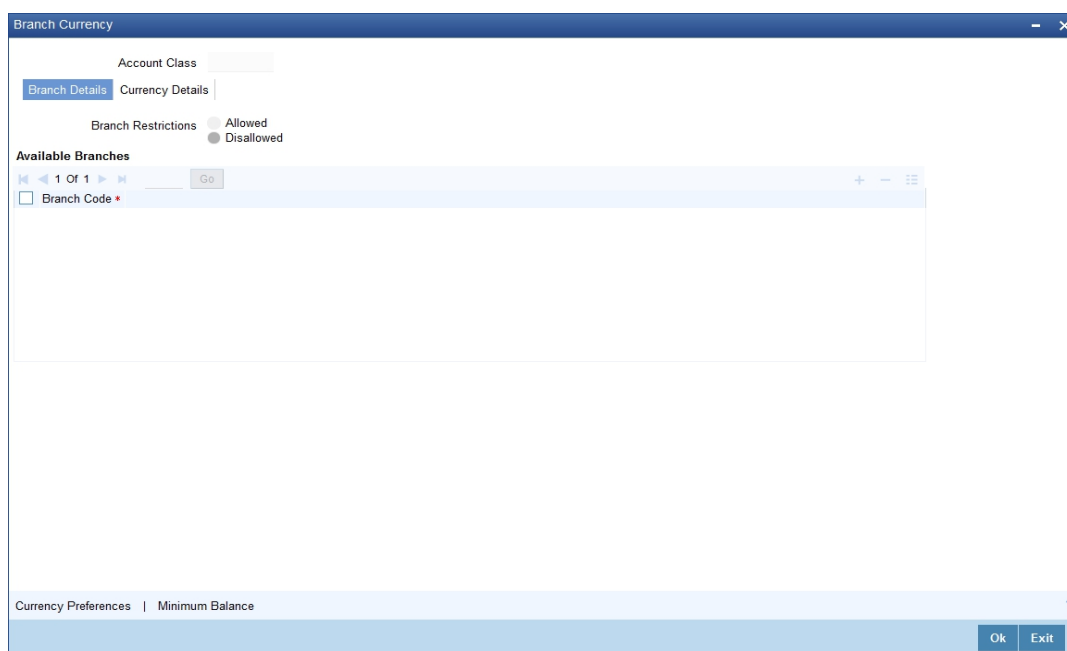 Branch Currency
Account Class
Branch Details Currency Details
Branch Restrictions Allowed
Disallowed
Available Branches
1 Of 1 Go
Branch Code *
Currency Preferences | Minimum Balance
Ok Exit